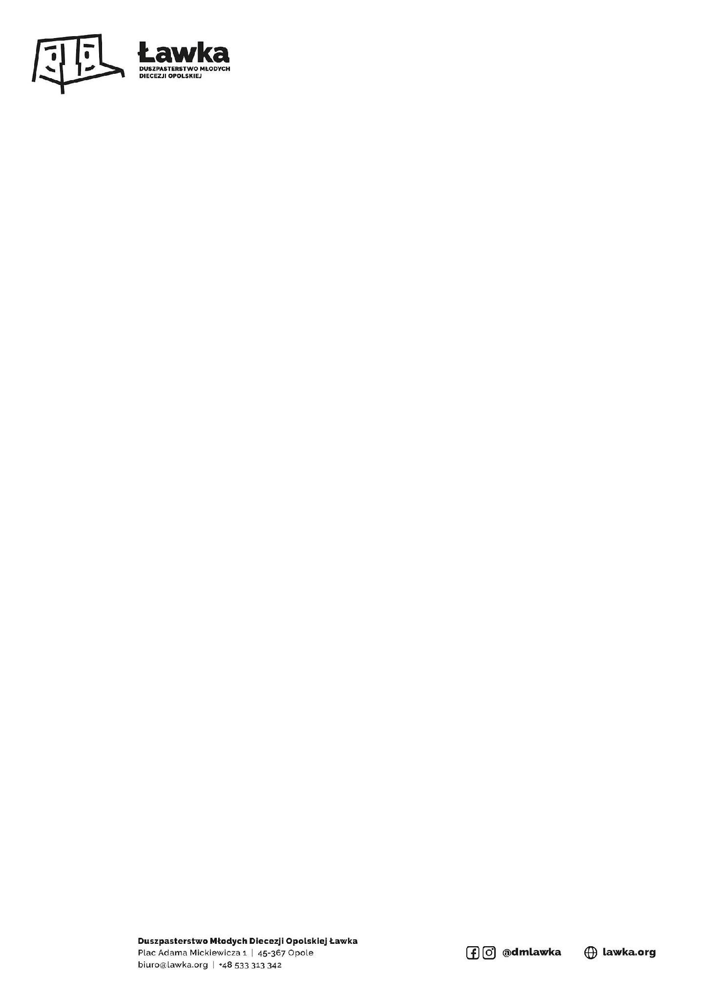 Ławka
DUSZPASTERSTWO MŁODYCH
DIECEZJI OPOLSKIEJ
Duszpasterstwo Młodych Diecezji Opolskiej Ławka
Plac Adama Mickiewicza 1 | 45-367 Opole
biuro@lawka.org | +48 533 313 342
@dmlawka
lawka.org